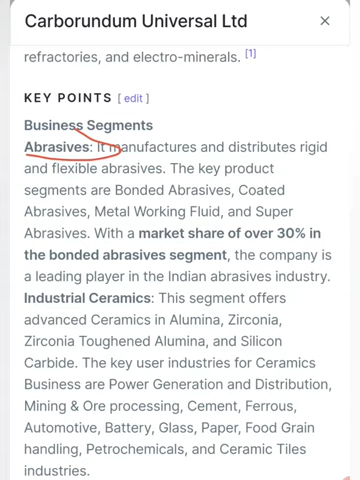 Carborundum Universal Ltd ×
refractories, and electro-minerals. [1]
KEY POINTS [ edit ]
Business Segments
Abrasives: It manufactures and distributes rigid
and flexible abrasives. The key product
segments are Bonded Abrasives, Coated
Abrasives, Metal Working Fluid, and Super
Abrasives. With a market share of over 30% in
the bonded abrasives segment, the company is
a leading player in the Indian abrasives industry.
Industrial Ceramics: This segment offers
advanced Ceramics in Alumina, Zirconia,
Zirconia Toughened Alumina, and Silicon
Carbide. The key user industries for Ceramics
Business are Power Generation and Distribution,
Mining & Ore processing, Cement, Ferrous,
Automotive, Battery, Glass, Paper, Food Grain
handling, Petrochemicals, and Ceramic Tiles
industries.